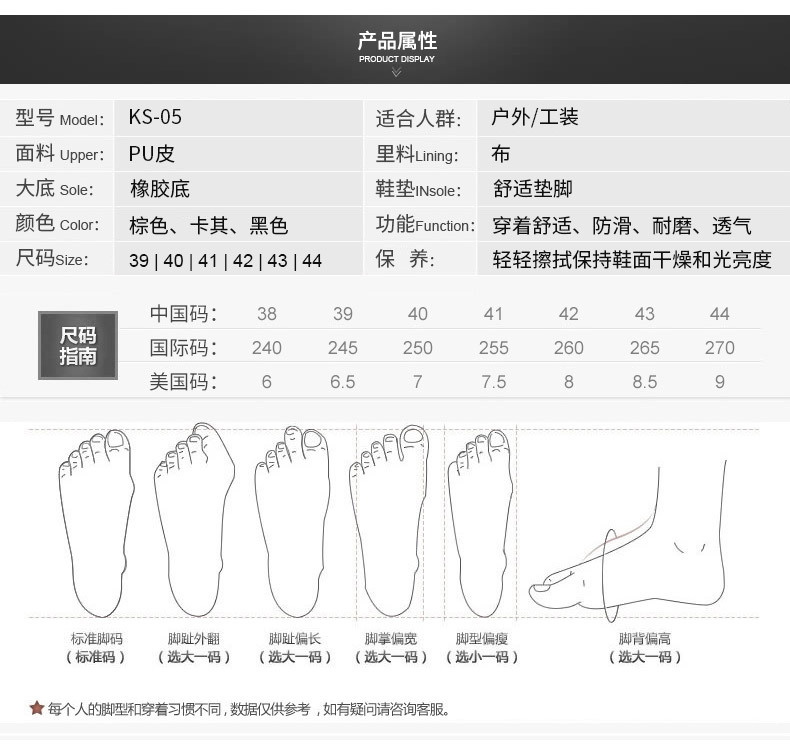 产品属性
PRODUCT DISPLAY
型号 Model: KS-05 适合人群: 户外/工装
面料 Upper: PU皮 里料Lining: 布
大底 Sole: 橡胶底 鞋垫INsole: 舒适垫脚
颜色 Color: 棕色、卡其、黑色 功能Function: 穿着舒适、防滑、耐磨、透气
尺码Size: 39 | 40 | 41 | 42 | 43 | 44 保 养: 轻轻擦拭保持鞋面干燥和光亮度
尺码
指南
中国码: 38 39 40 41 42 43 44
国际码: 240 245 250 255 260 265 270
美国码: 6 6.5 7 7.5 8 8.5 9
标准脚码 脚趾外翻 脚趾偏长 脚掌偏宽 脚型偏瘦 脚背偏高
(标准码) (选大一码) (选大一码) (选大一码) (选小一码) (选大一码)
★ 每个人的脚型和穿着习惯不同,数据仅供参考,如有疑问请咨询客服。